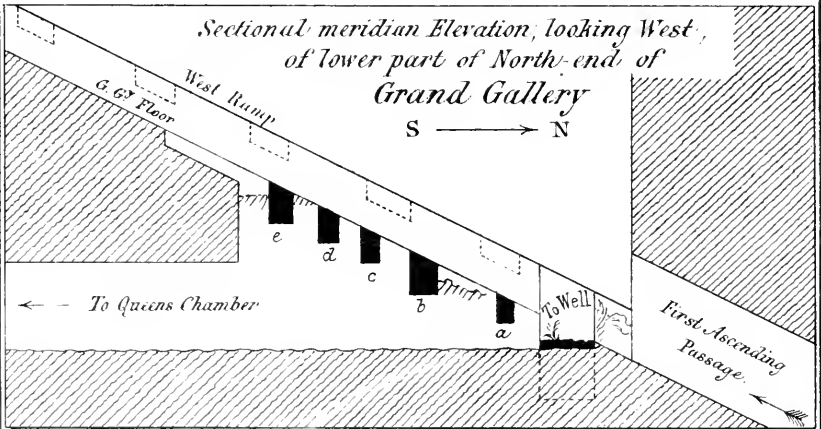 Sectional meridian Elevation, looking West,
of lower part of North-end of
Grand Gallery
S N
West Ramp
G. Gy Floor
e
d
c
b
a
To Well
To Queens Chamber
First Ascending
Passage.